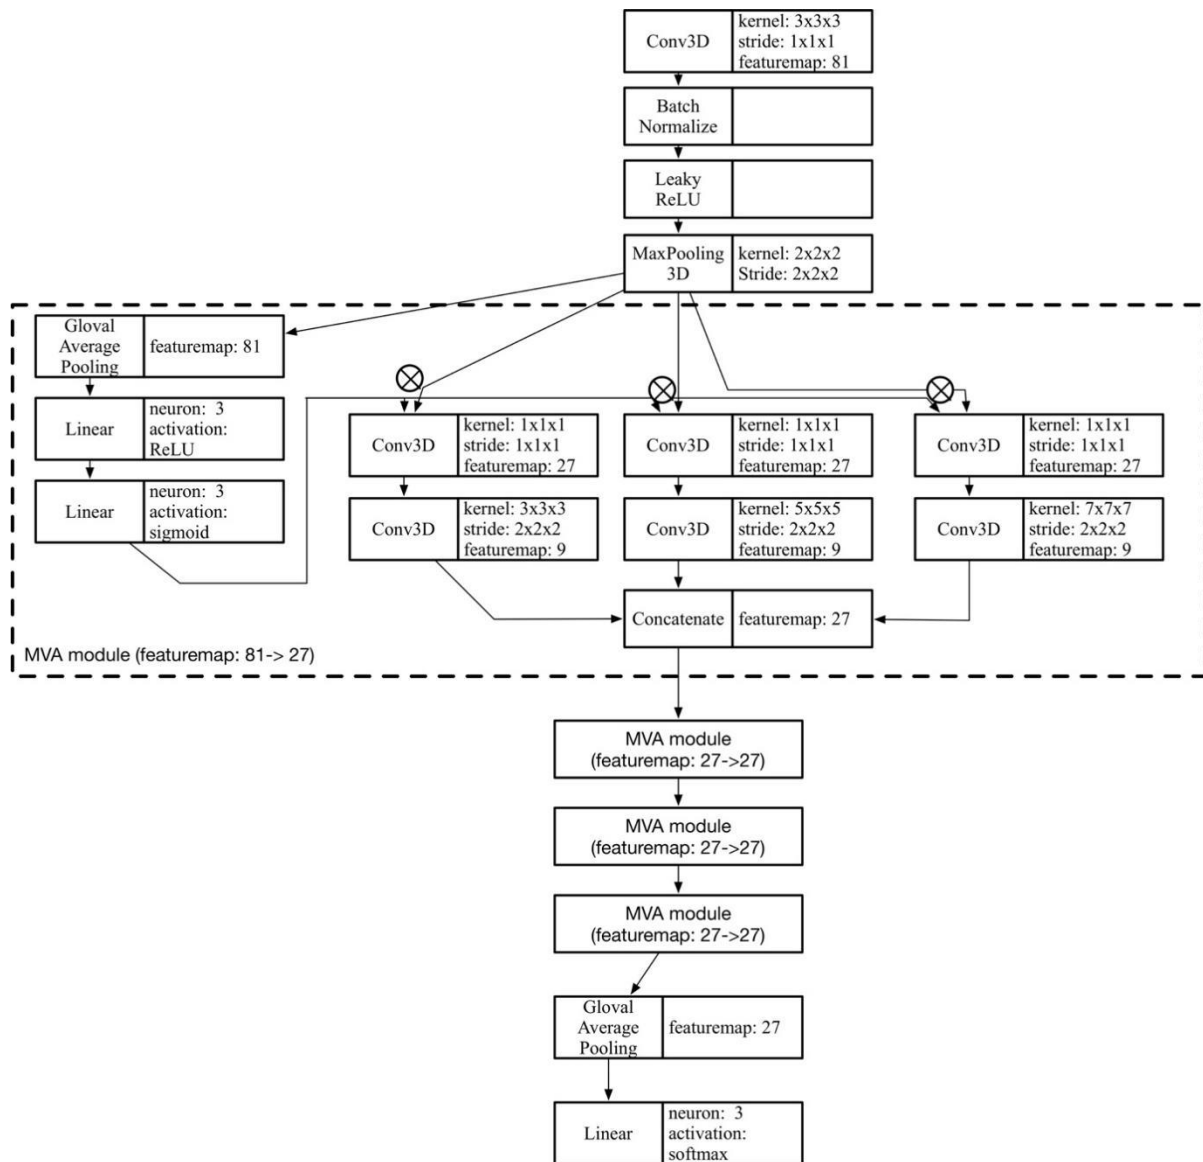 Conv3D
kernel: 3x3x3
stride: 1x1x1
featuremap: 81
Batch
Normalize
Leaky
ReLU
MaxPooling
3D
kernel: 2x2x2
Stride: 2x2x2
Gloval
Average
Pooling
featuremap: 81
Linear
neuron: 3
activation:
ReLU
Linear
neuron: 3
activation:
sigmoid
Conv3D
kernel: 1x1x1
stride: 1x1x1
featuremap: 27
Conv3D
kernel: 3x3x3
stride: 2x2x2
featuremap: 9
Conv3D
kernel: 1x1x1
stride: 1x1x1
featuremap: 27
Conv3D
kernel: 5x5x5
stride: 2x2x2
featuremap: 9
Conv3D
kernel: 1x1x1
stride: 1x1x1
featuremap: 27
Conv3D
kernel: 7x7x7
stride: 2x2x2
featuremap: 9
Concatenate
featuremap: 27
MVA module (featuremap: 81-> 27)
MVA module
(featuremap: 27->27)
MVA module
(featuremap: 27->27)
MVA module
(featuremap: 27->27)
Gloval
Average
Pooling
featuremap: 27
Linear
neuron: 3
activation:
softmax